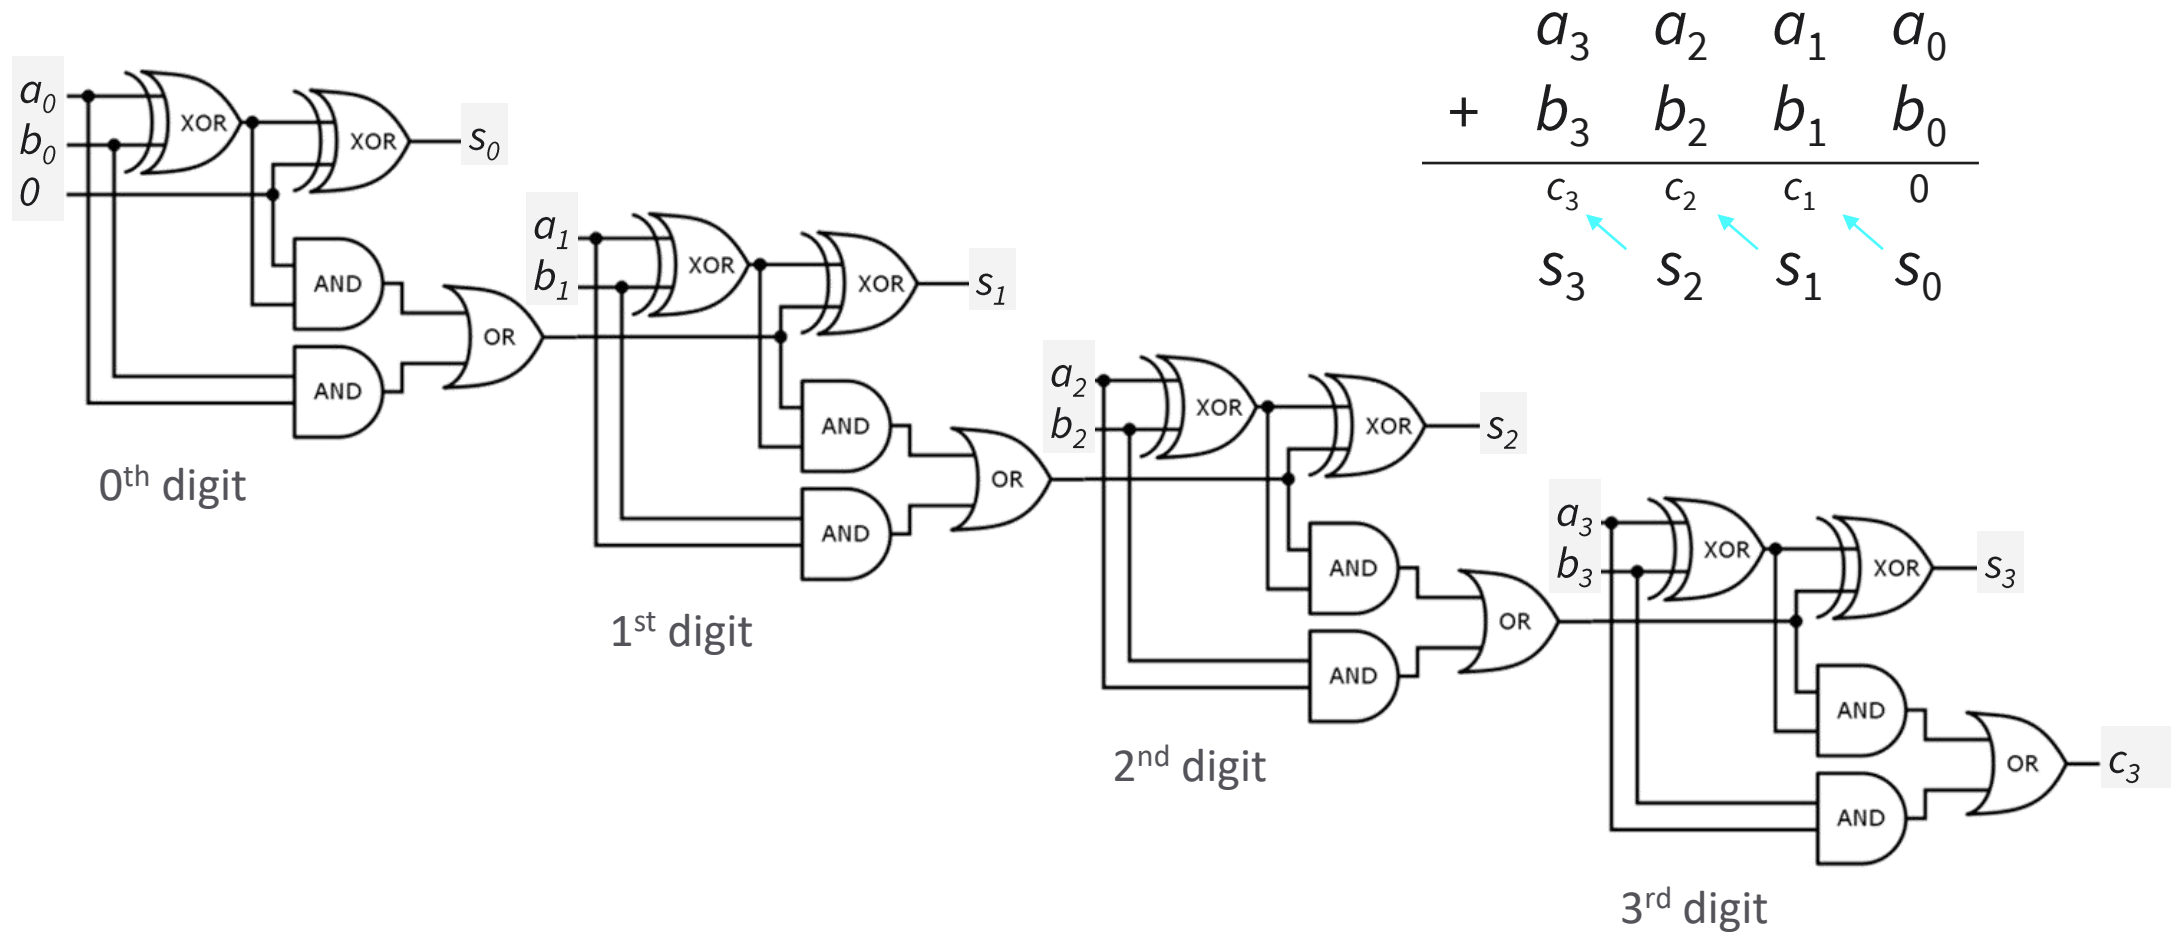 a₃ a₂ a₁ a₀
+ b₃ b₂ b₁ b₀
c₃ c₂ c₁ 0
s₃ s₂ s₁ s₀
a₀
b₀
0
XOR
XOR
s₀
AND
AND
OR
0th digit
a₁
b₁
XOR
XOR
s₁
AND
AND
OR
1st digit
a₂
b₂
XOR
XOR
s₂
AND
AND
OR
2nd digit
a₃
b₃
XOR
XOR
s₃
AND
AND
OR
c₃
3rd digit